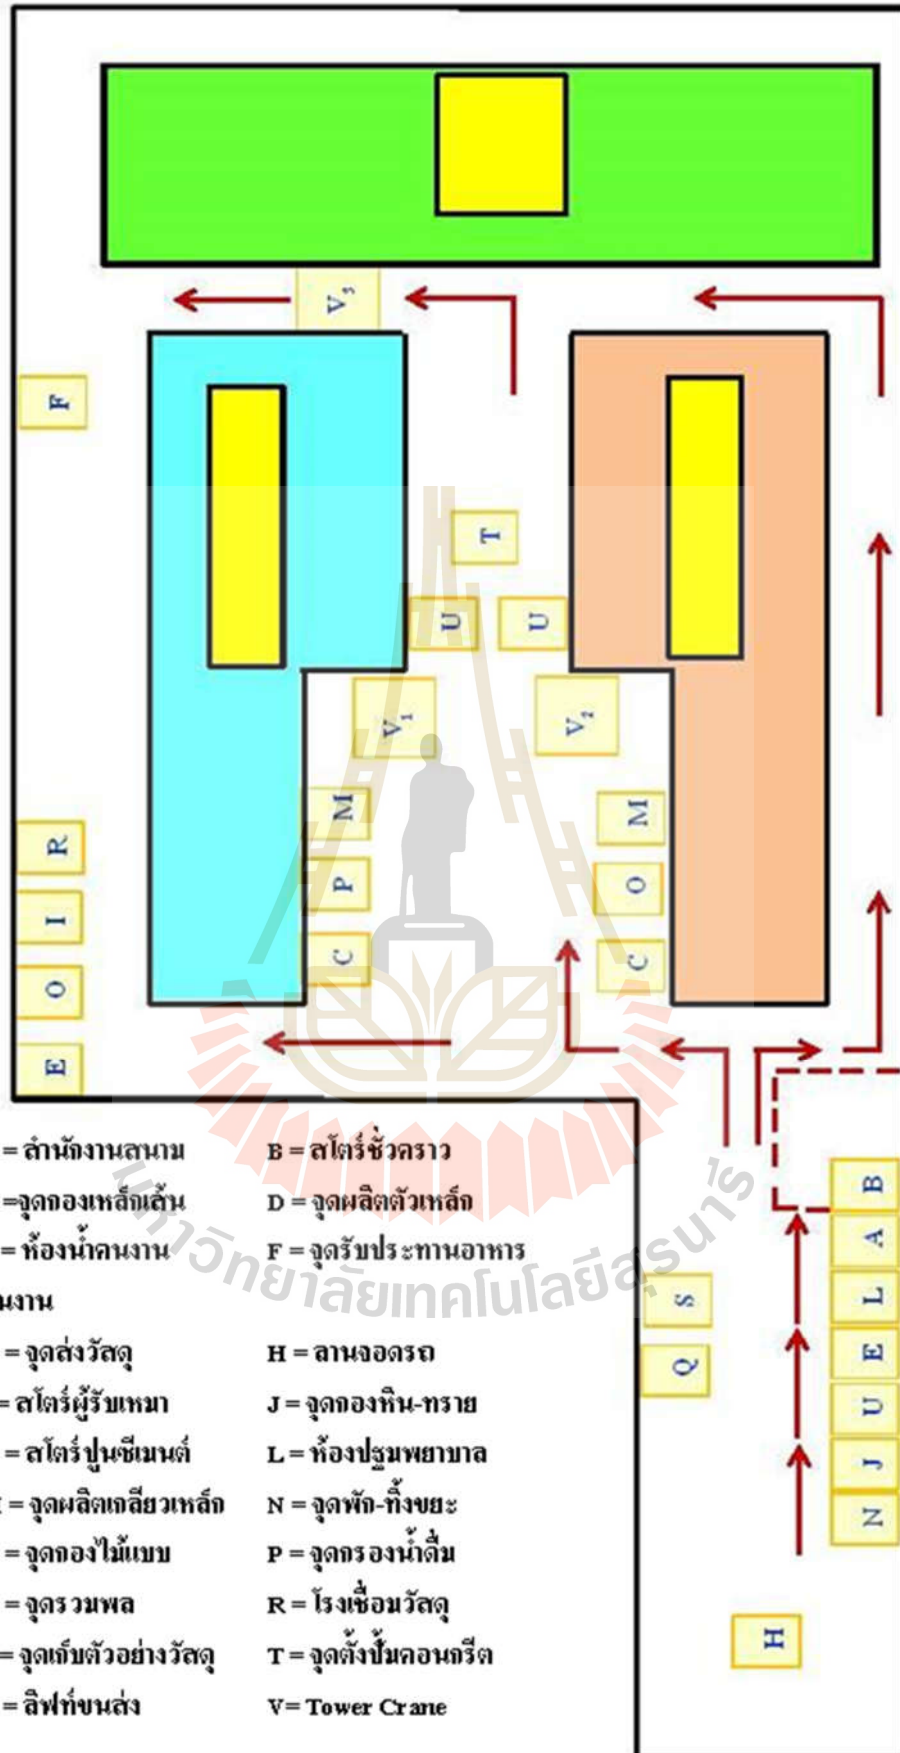 V3
F
T
U U
V1 V2
M M
R
P O
I
C C
O
E
B
A
S L
Q E
U
J
N
H
= สำนักงานสนาม B = สโตร์ชั่วคราว
=จุดกองเหล็กเส้น D = จุดผลิตตัวเหล็ก
= ห้องน้ำคนงาน F = จุดรับประทานอาหาร
นงาน
= จุดส่งวัสดุ H = ลานจอดรถ
= สโตร์ผู้รับเหมา J = จุดกองหิน-ทราย
= สโตร์ปูนซีเมนต์ L = ห้องปฐมพยาบาล
= จุดผลิตเกลียวเหล็ก N = จุดพัก-ทิ้งขยะ
= จุดกองไม้แบบ P = จุดกรองน้ำดื่ม
= จุดรวมพล R = โรงเชื่อมวัสดุ
= จุดเก็บตัวอย่างวัสดุ T = จุดตั้งปั้มคอนกรีต
= ลิฟท์ขนส่ง V= Tower Crane
มหาวิทยาลัยเทคโนโลยีสุรนารี